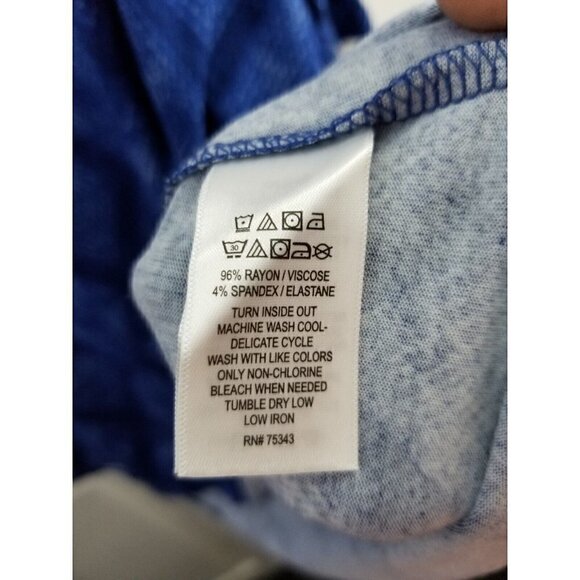 30
96% RAYON / VISCOSE
4% SPANDEX / ELASTANE
TURN INSIDE OUT
MACHINE WASH COOL-
DELICATE CYCLE
WASH WITH LIKE COLORS
ONLY NON-CHLORINE
BLEACH WHEN NEEDED
TUMBLE DRY LOW
LOW IRON
RN# 75343